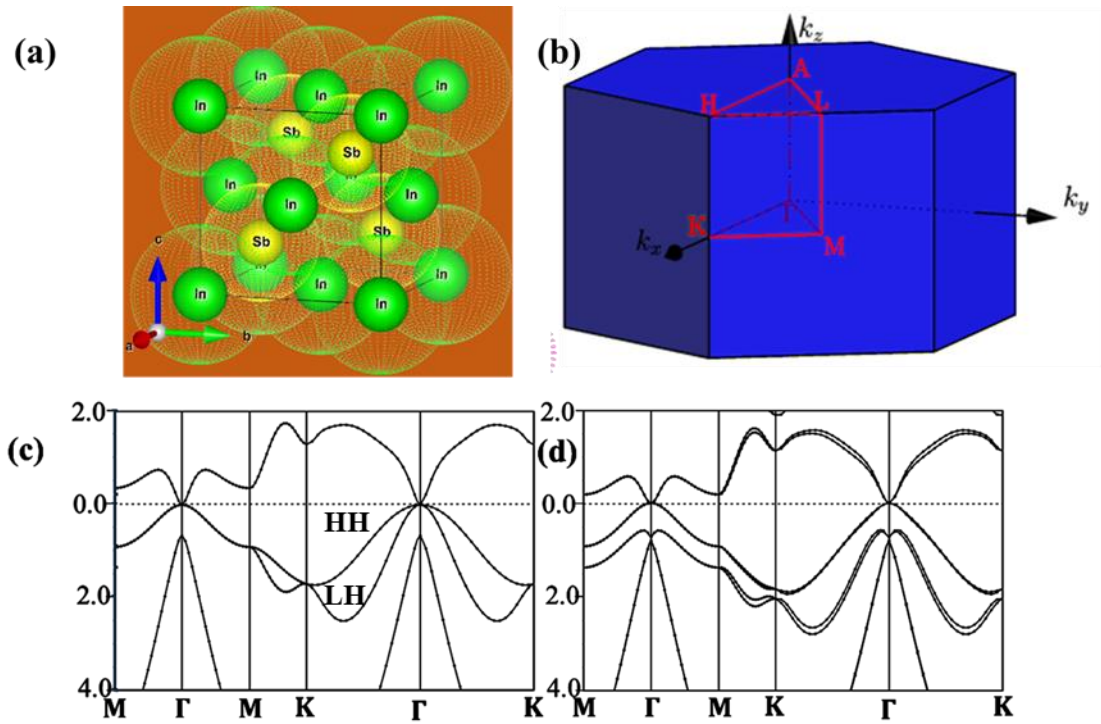 (a)
In
In
In
In
In
Sb
Sb
In
In
In
Sb
Sb
In
In
In
In
In
c
b
a
(b)
k_z
A
H
L
k_y
Γ
K
k_x
M
(c)
2.0
0.0
2.0
4.0
HH
LH
M Γ M K Γ K
(d)
2.0
0.0
2.0
4.0
M Γ M K Γ K